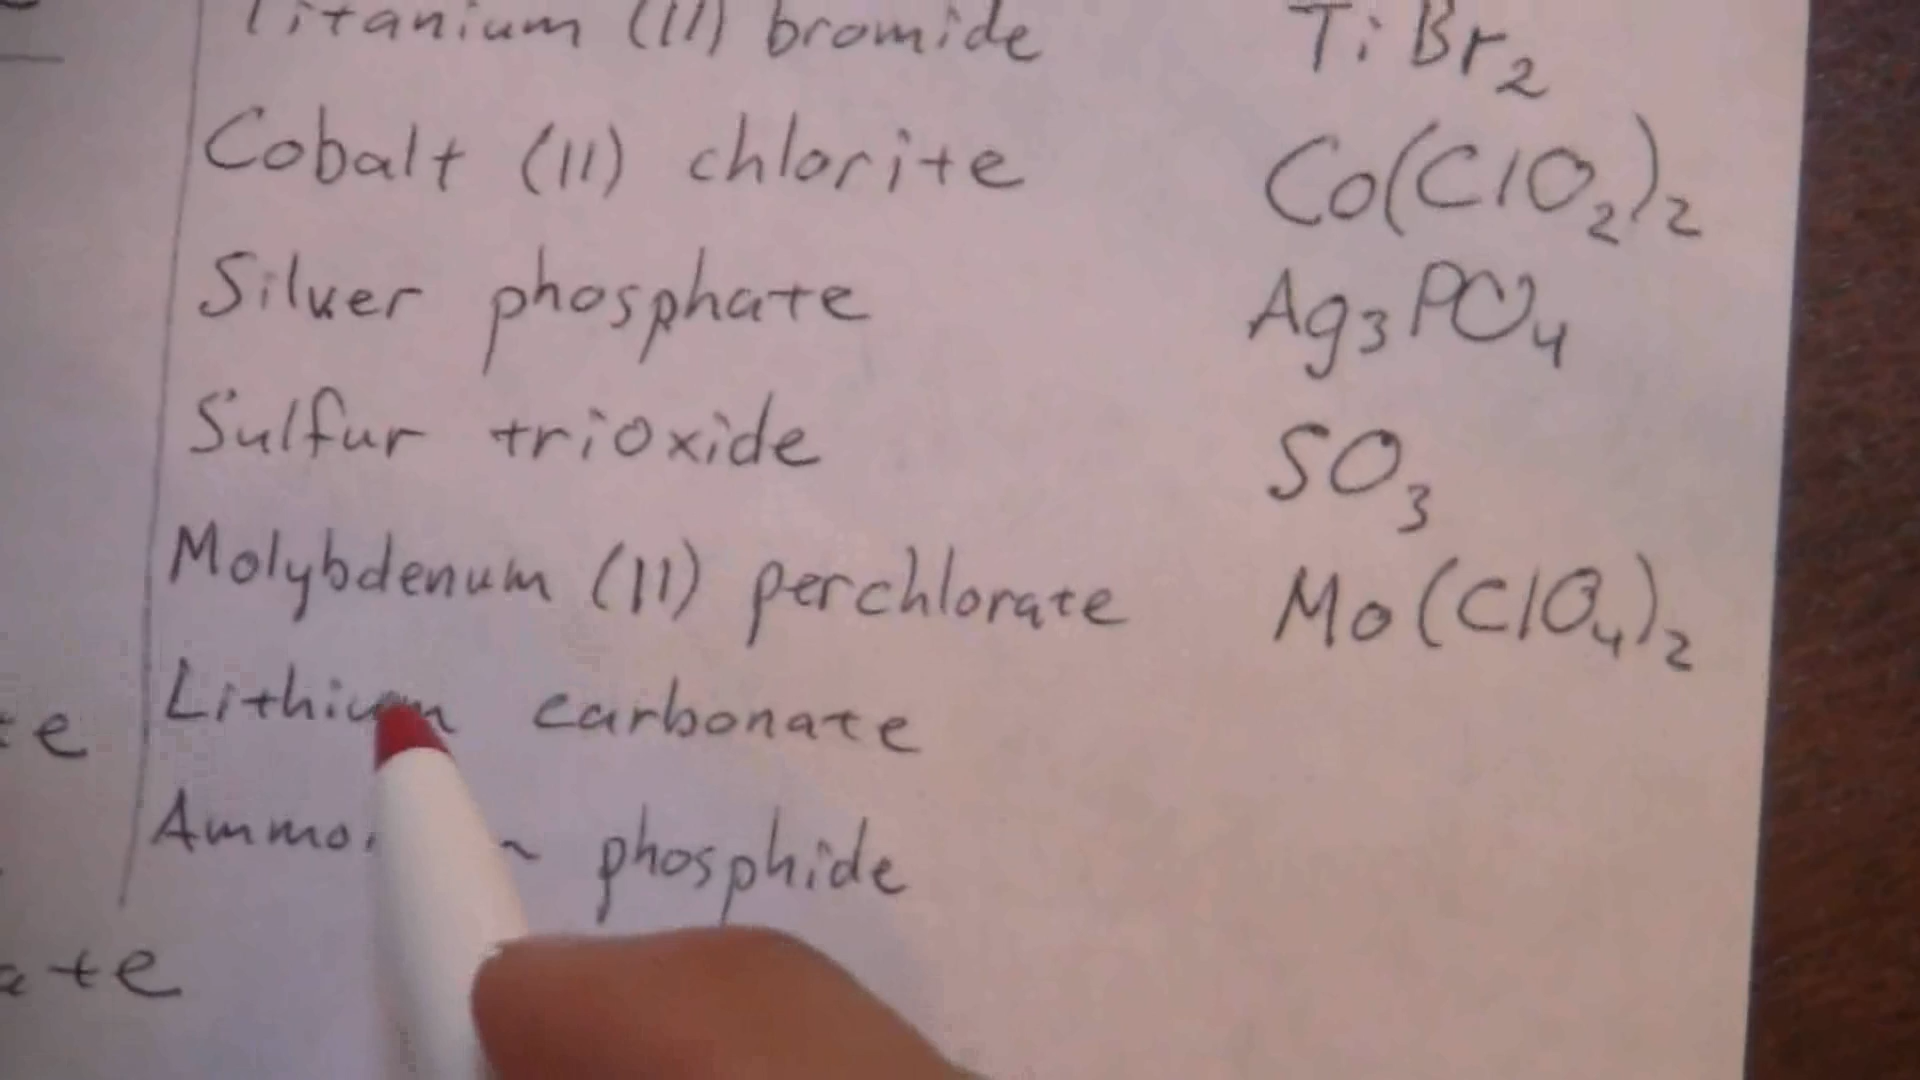 Titanium (II) bromide TiBr2
Cobalt (II) chlorite Co(ClO2)2
Silver phosphate Ag3PO4
Sulfur trioxide SO3
Molybdenum (II) perchlorate Mo(ClO4)2
Lithium carbonate
phosphide